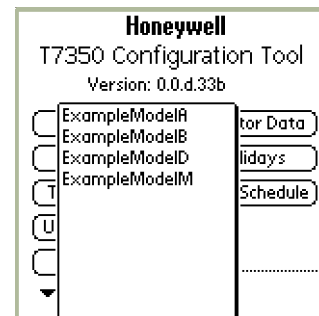 Honeywell
T7350 Configuration Tool
Version: 0.0.d.33b
ExampleModelA
ExampleModelB
ExampleModelD
ExampleModelM
tor Data
lidays
T
Schedule
U